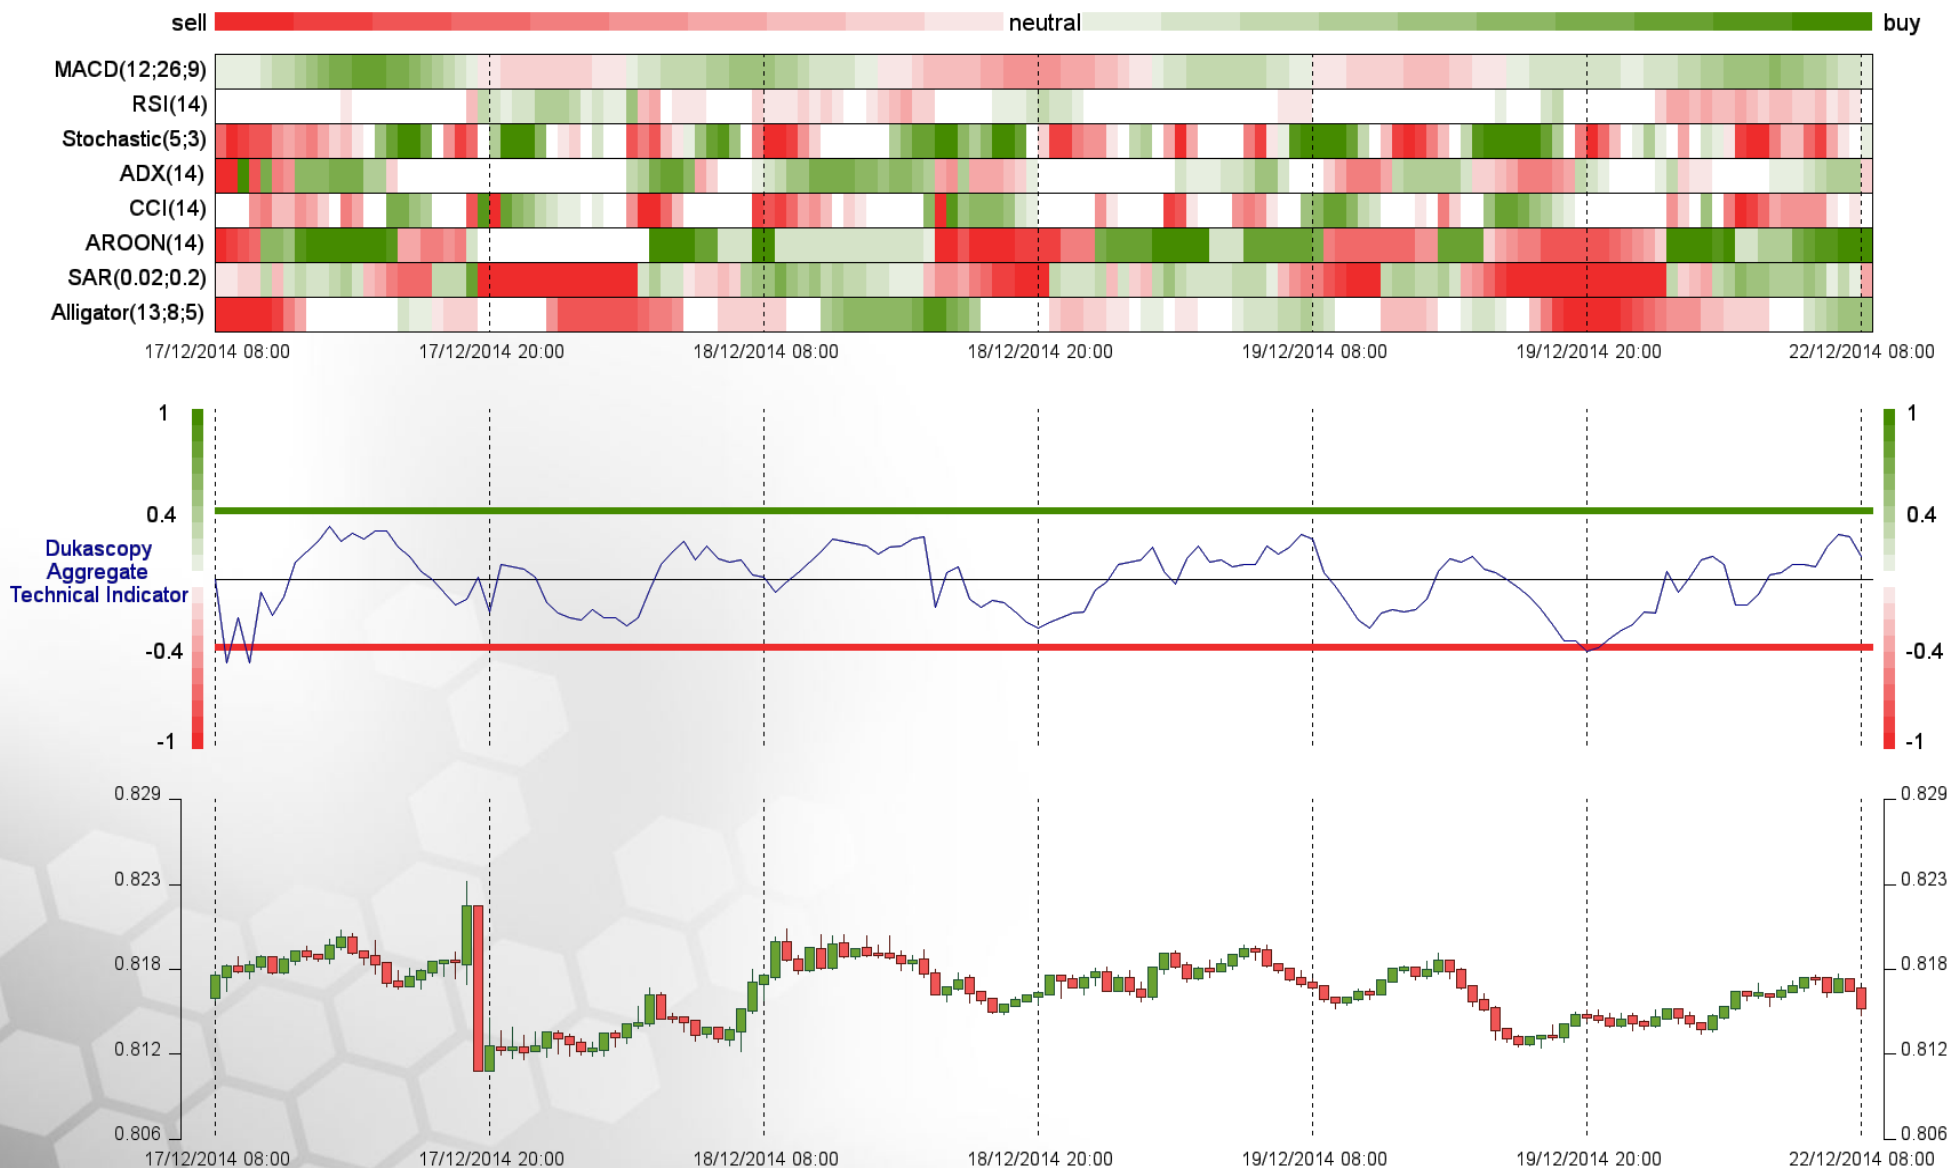 sell neutral buy
MACD(12;26;9)
RSI(14)
Stochastic(5;3)
ADX(14)
CCI(14)
AROON(14)
SAR(0.02;0.2)
Alligator(13;8;5)
17/12/2014 08:00 17/12/2014 20:00 18/12/2014 08:00 18/12/2014 20:00 19/12/2014 08:00 19/12/2014 20:00 22/12/2014 08:00
1 1
0.4 0.4
Dukascopy
Aggregate
Technical Indicator
-0.4 -0.4
-1 -1
0.829 0.829
0.823 0.823
0.818 0.818
0.812 0.812
0.806 0.806
17/12/2014 08:00 17/12/2014 20:00 18/12/2014 08:00 18/12/2014 20:00 19/12/2014 08:00 19/12/2014 20:00 22/12/2014 08:00